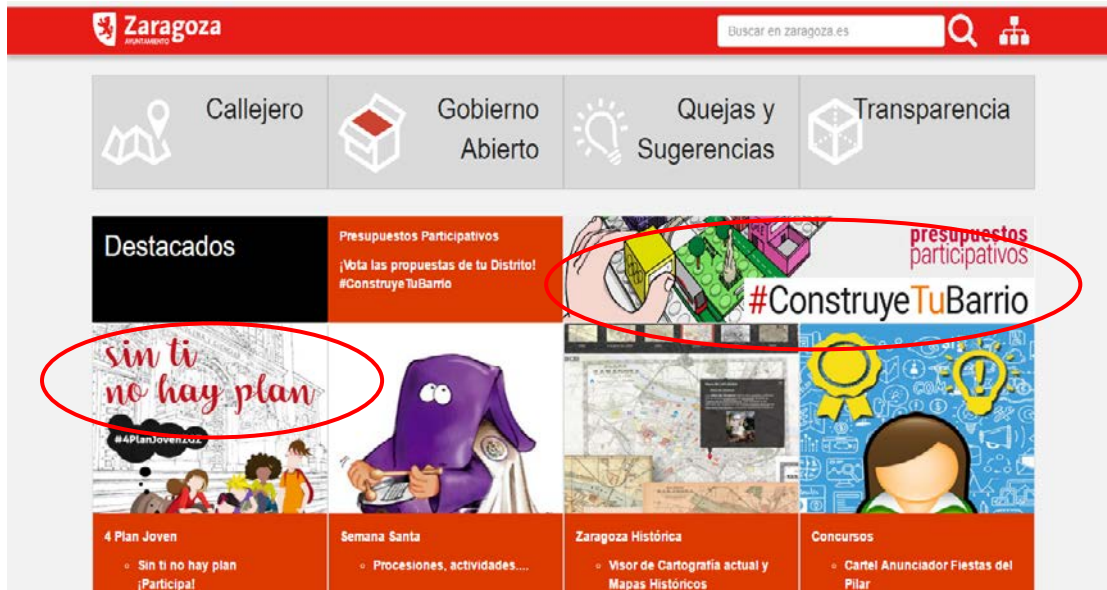 Zaragoza
AYUNTAMIENTO
Buscar en zaragoza.es
Callejero
Gobierno
Abierto
Quejas y
Sugerencias
Transparencia
Destacados
Presupuestos Participativos
¡Vota las propuestas de tu Distrito!
#ConstruyeTuBarrio
presupuestos
participativos
#ConstruyeTuBarrio
sin ti
no hay plan
#4PlanJovenZGZ
4 Plan Joven
Sin ti no hay plan
¡Participa!
Semana Santa
Procesiones, actividades....
Zaragoza Histórica
Visor de Cartografía actual y
Mapas Históricos
Concursos
Cartel Anunciador Fiestas del
Pilar